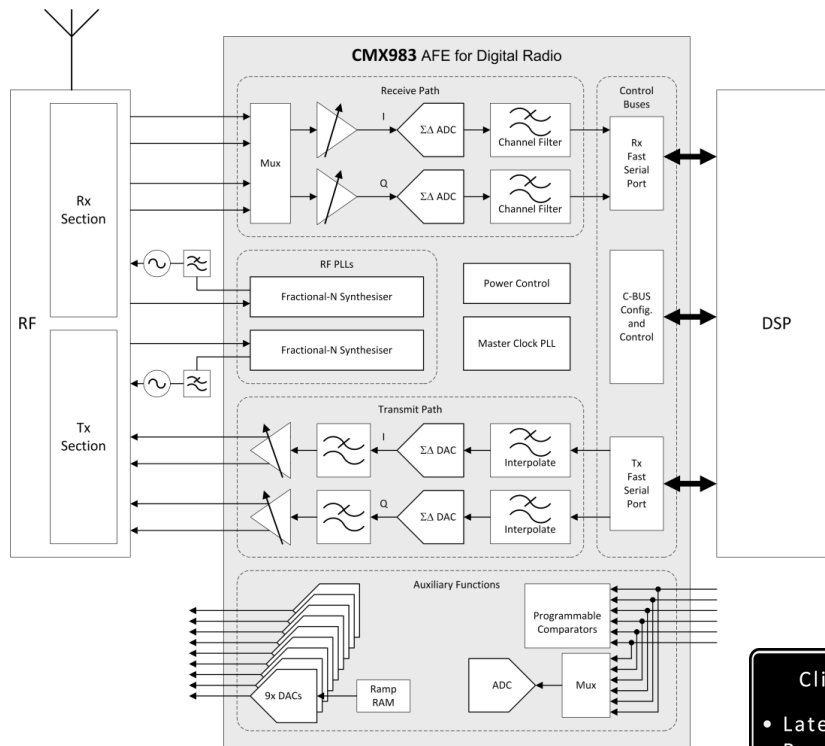 CMX983 AFE for Digital Radio
Receive Path
Control
Buses
RF
Rx
Section
Mux
I
ΣΔ ADC
Channel Filter
Q
ΣΔ ADC
Channel Filter
Rx
Fast
Serial
Port
RF PLLs
Fractional-N Synthesiser
Fractional-N Synthesiser
Power Control
Master Clock PLL
C-BUS
Config.
and
Control
DSP
Tx
Section
Transmit Path
I
ΣΔ DAC
Interpolate
Q
ΣΔ DAC
Interpolate
Tx
Fast
Serial
Port
Auxiliary Functions
Programmable
Comparators
9x DACs
Ramp
RAM
ADC
Mux
Cli
• Late